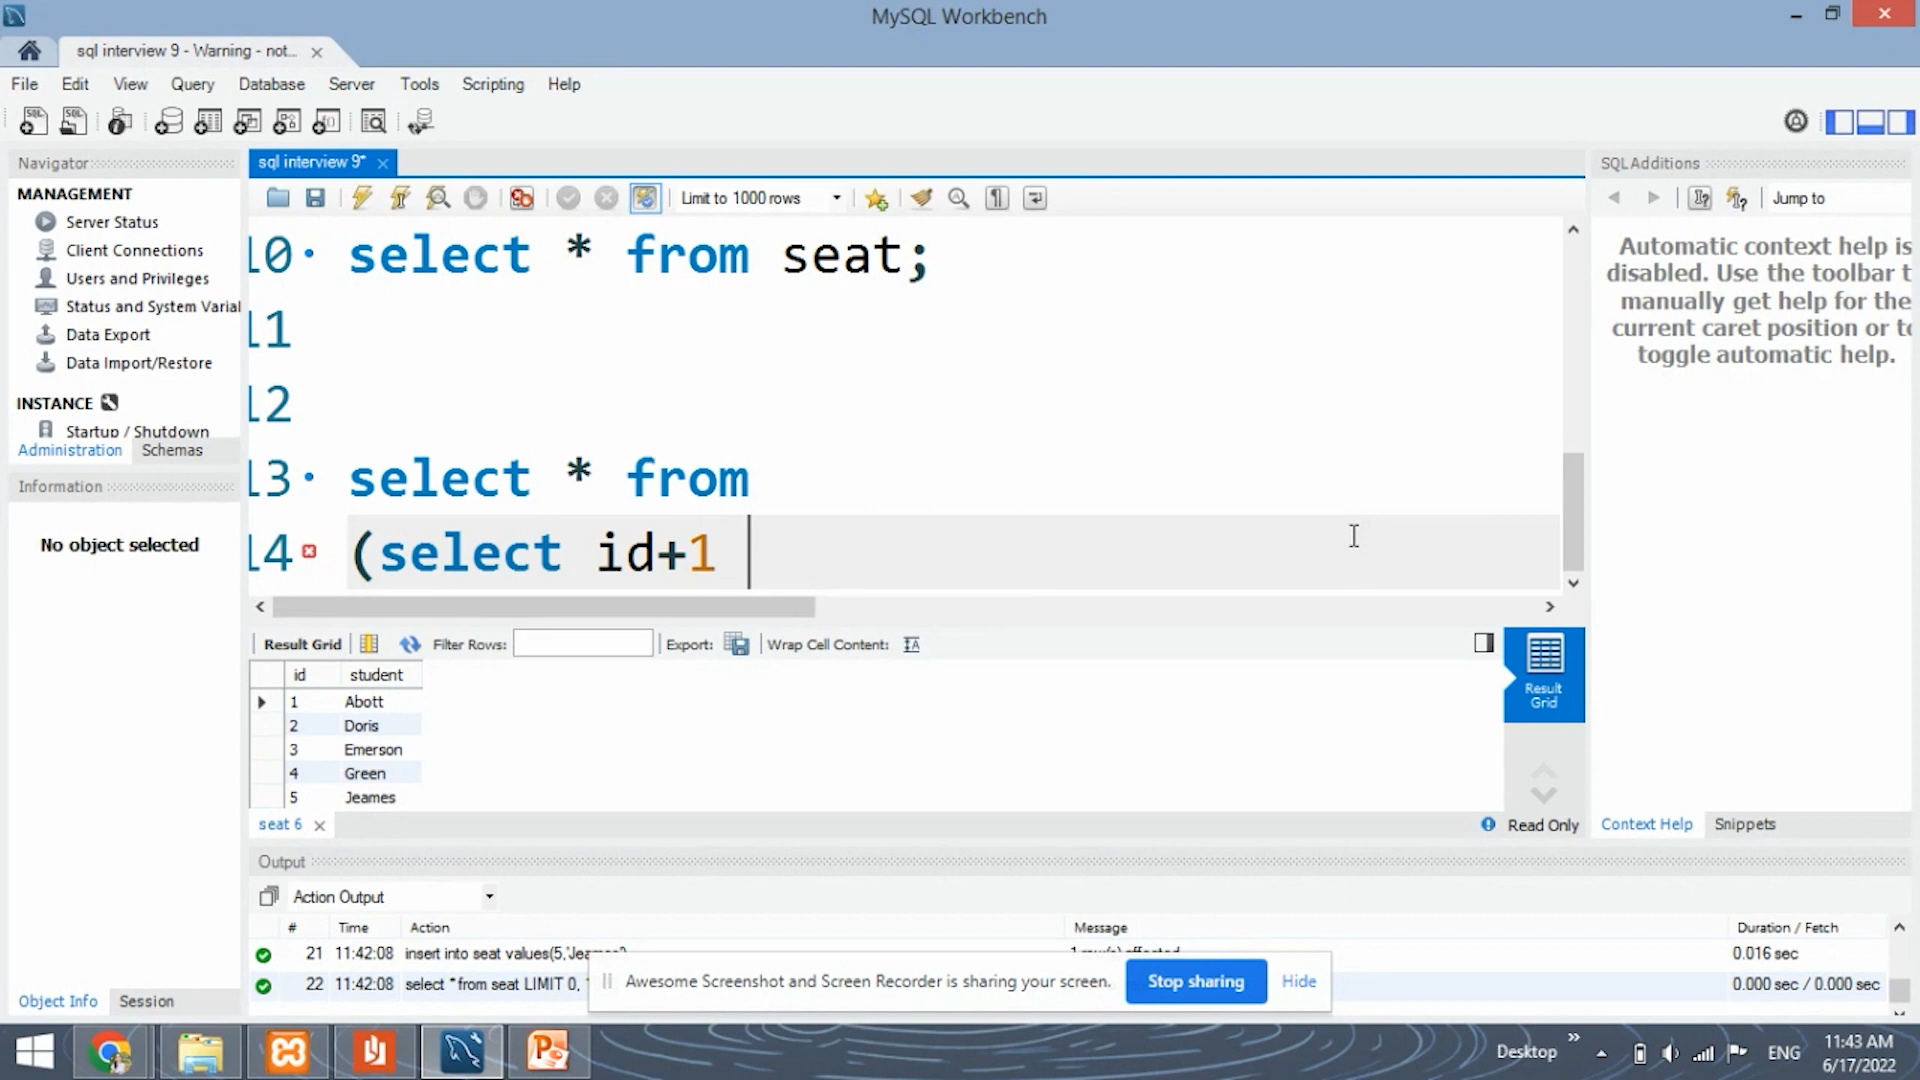 MySQL Workbench
sql interview 9 - Warning - not...
File Edit View Query Database Server Tools Scripting Help
Navigator
sql interview 9*
SQL Additions
MANAGEMENT
Server Status
Client Connections
Users and Privileges
Status and System Varial
Data Export
Data Import/Restore
INSTANCE
Startup / Shutdown
Administration Schemas
Information
No object selected
Limit to 1000 rows
Jump to
10 select * from seat;
11
12
13 select * from
14 (select id+1
Automatic context help is
disabled. Use the toolbar t
manually get help for the
current caret position or to
toggle automatic help.
Result Grid Filter Rows: Export: Wrap Cell Content:
id student
1 Abott
2 Doris
3 Emerson
4 Green
5 Jeames
Result
Grid
seat 6
Read Only
Context Help Snippets
Output
Action Output
# Time Action Message Duration / Fetch
21 11:42:08 insert into seat values(5,'Jeames') 1 row(s) affected 0.016 sec
22 11:42:08 select * from seat LIMIT 0, 0.000 sec / 0.000 sec
Awesome Screenshot and Screen Recorder is sharing your screen. Stop sharing Hide
Object Info Session
Desktop
ENG
11:43 AM
6/17/2022